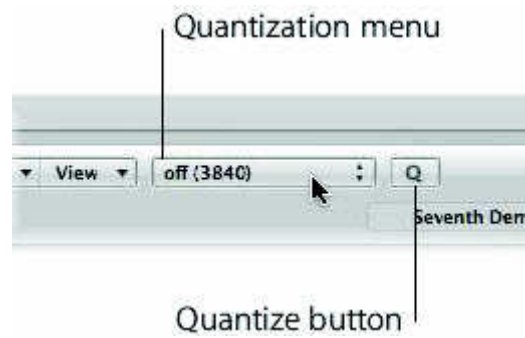 Quantization menu
View
off (3840)
Q
Seventh Dem
Quantize button